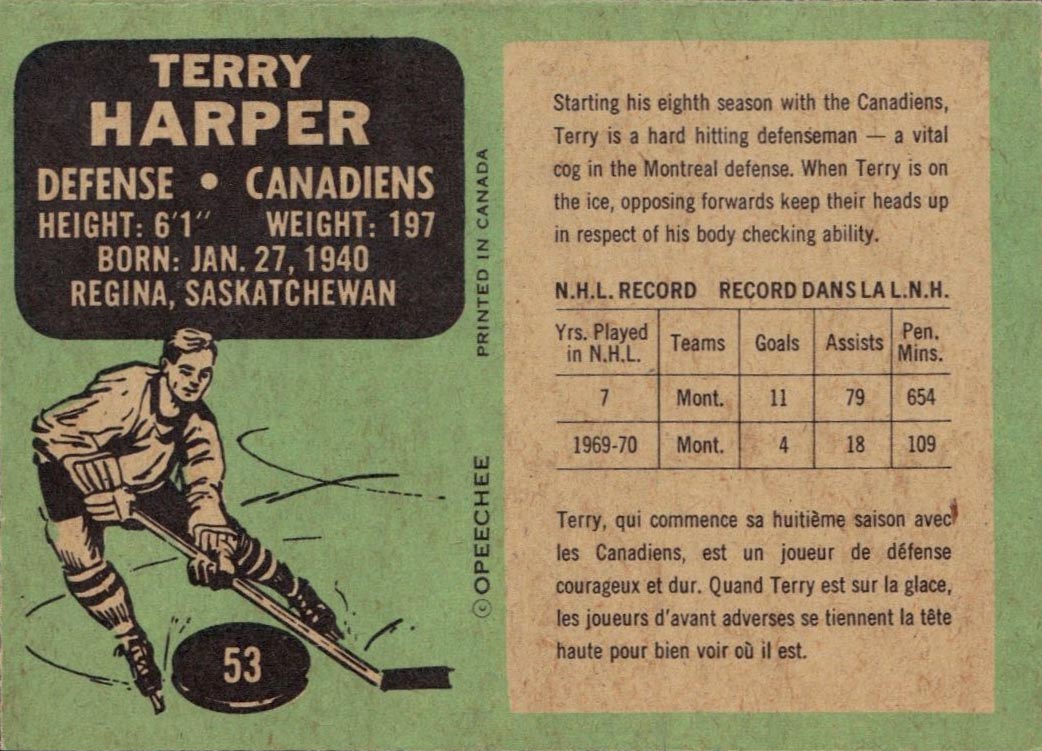 TERRY
HARPER
DEFENSE • CANADIENS
HEIGHT: 6'1" WEIGHT: 197
BORN: JAN. 27, 1940
REGINA, SASKATCHEWAN
53
© OPEECHEE PRINTED IN CANADA
Starting his eighth season with the Canadiens,
Terry is a hard hitting defenseman — a vital
cog in the Montreal defense. When Terry is on
the ice, opposing forwards keep their heads up
in respect of his body checking ability.
N.H.L. RECORD RECORD DANS LA L.N.H.
Yrs. Played in N.H.L. Teams Goals Assists Pen. Mins.
7 Mont. 11 79 654
1969-70 Mont. 4 18 109
Terry, qui commence sa huitième saison avec
les Canadiens, est un joueur de défense
courageux et dur. Quand Terry est sur la glace,
les joueurs d'avant adverses se tiennent la tête
haute pour bien voir où il est.